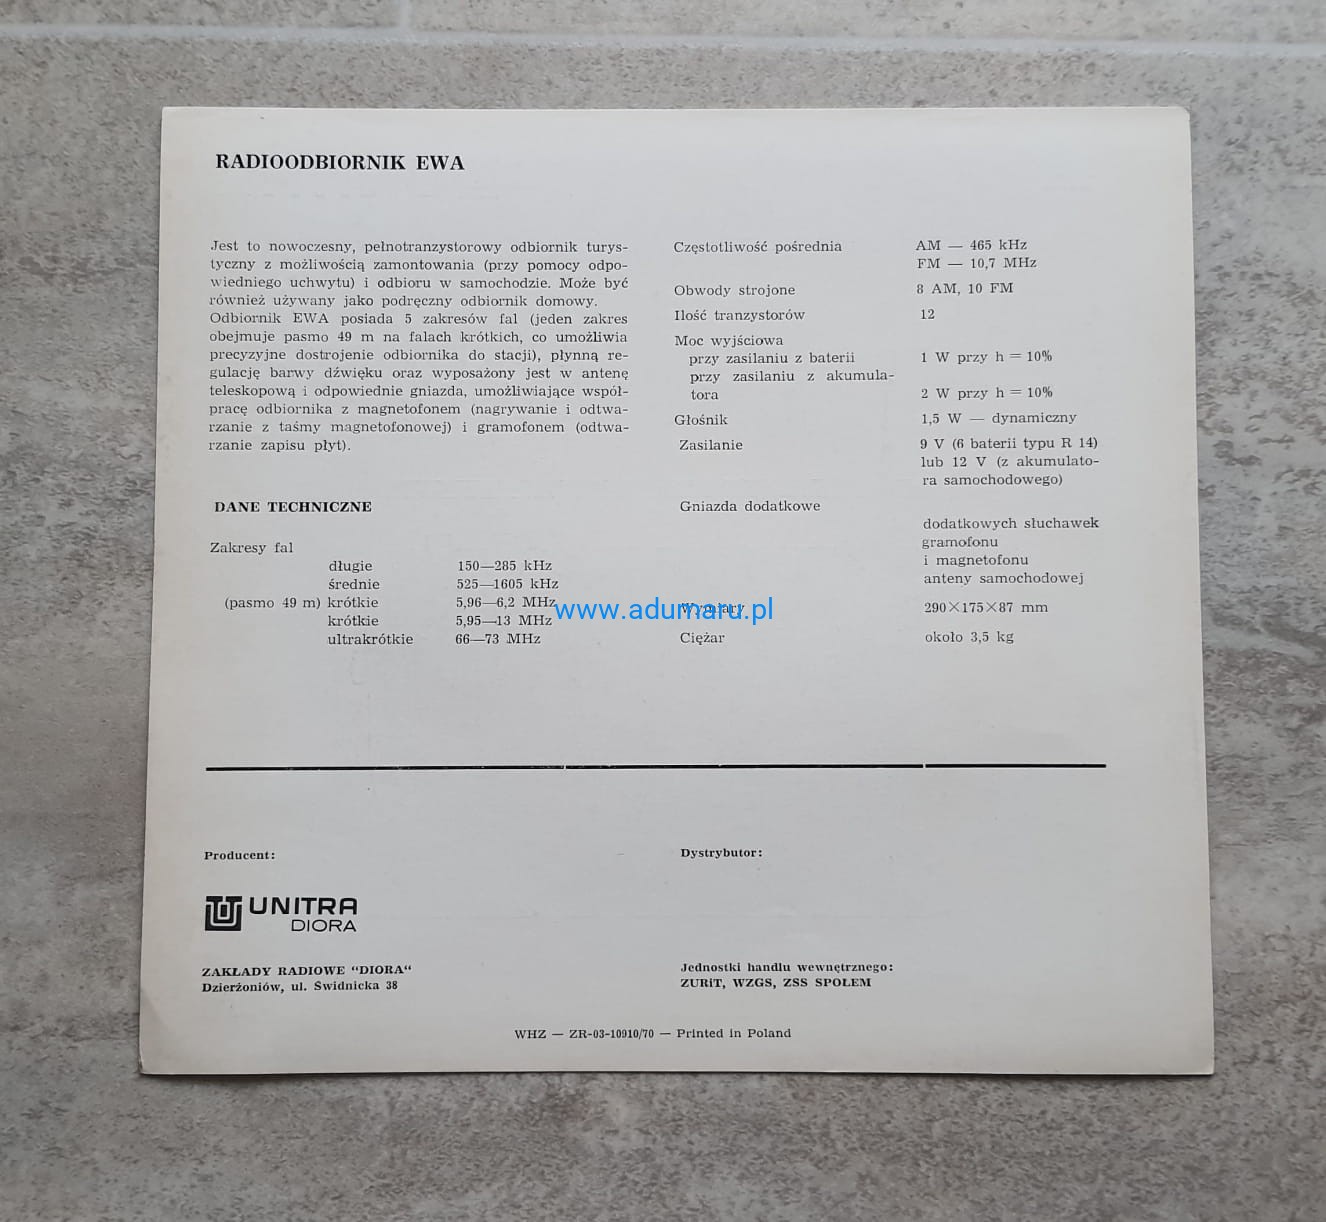 RADIOODBIORNIK EWA
Jest to nowoczesny, pełnotranzystorowy odbiornik turys-
tyczny z możliwością zamontowania (przy pomocy odpo-
wiedniego uchwytu) i odbioru w samochodzie. Może być
również używany jako podręczny odbiornik domowy.
Odbiornik EWA posiada 5 zakresów fal (jeden zakres
obejmuje pasmo 49 m na falach krótkich, co umożliwia
precyzyjne dostrojenie odbiornika do stacji), płynną re-
gulację barwy dźwięku oraz wyposażony jest w antenę
teleskopową i odpowiednie gniazda, umożliwiające współ-
pracę odbiornika z magnetofonem (nagrywanie i odtwa-
rzanie z taśmy magnetofonowej) i gramofonem (odtwa-
rzanie zapisu płyt).
DANE TECHNICZNE
Zakresy fal
długie 150—285 kHz
średnie 525—1605 kHz
(pasmo 49 m) krótkie 5,96—6,2 MHz
krótkie 5,95—13 MHz
ultrakrótkie 66—73 MHz
Częstotliwość pośrednia AM — 465 kHz
FM — 10,7 MHz
Obwody strojone 8 AM, 10 FM
Ilość tranzystorów 12
Moc wyjściowa
przy zasilaniu z baterii 1 W przy h = 10%
przy zasilaniu z akumula-
tora 2 W przy h = 10%
Głośnik 1,5 W — dynamiczny
Zasilanie 9 V (6 baterii typu R 14)
lub 12 V (z akumulato-
ra samochodowego)
Gniazda dodatkowe
dodatkowych słuchawek
gramofonu
i magnetofonu
anteny samochodowej
Wymiary 290×175×87 mm
Ciężar około 3,5 kg
www.adumaru.pl
Producent:
UNITRA
DIORA
ZAKŁADY RADIOWE “DIORA“
Dzierżoniów, ul. Świdnicka 38
Dystrybutor:
Jednostki handlu wewnętrznego:
ZURiT, WZGS, ZSS SPOŁEM
WHZ — ZR-03-10910/70 — Printed in Poland